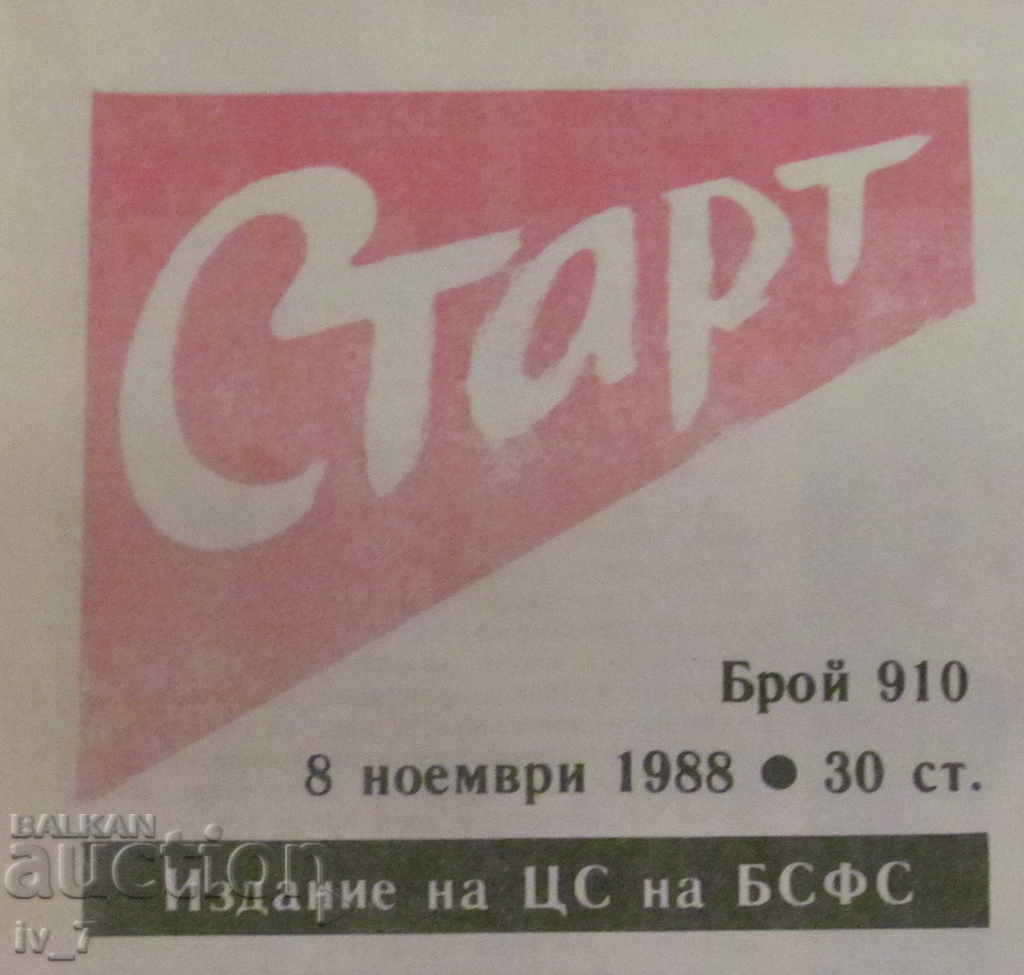 Старт
Брой 910
8 ноември 1988 ● 30 ст.
Издание на ЦС на БСФС
BALKAN
auction
iv_7